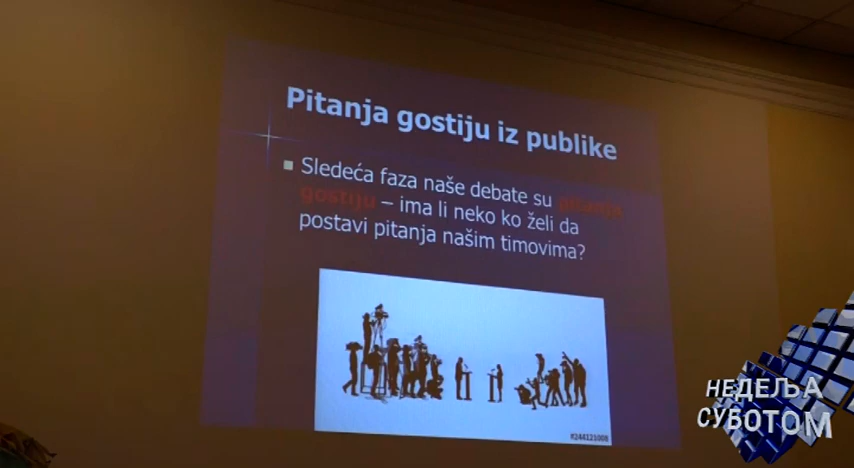 Pitanja gostiju iz publike
Sledeća faza naše debate su pitanja
gostiju – ima li neko ko želi da
postavi pitanja našim timovima?
#244121008
НЕДЕЉА
СУБОТОМ